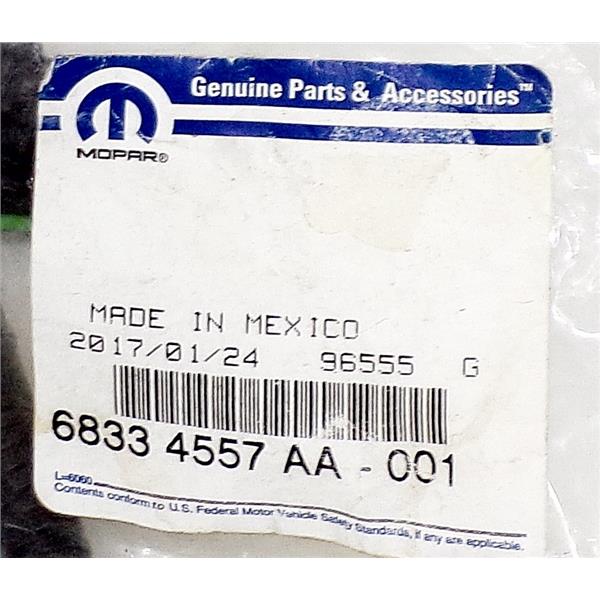 Genuine Parts & Accessories™
MOPAR®
MADE IN MEXICO
2017/01/24 96555 G
6833 4557 AA - 001
L=6060
Contents conform to U.S. Federal Motor Vehicle Safety Standards, if any are applicable.